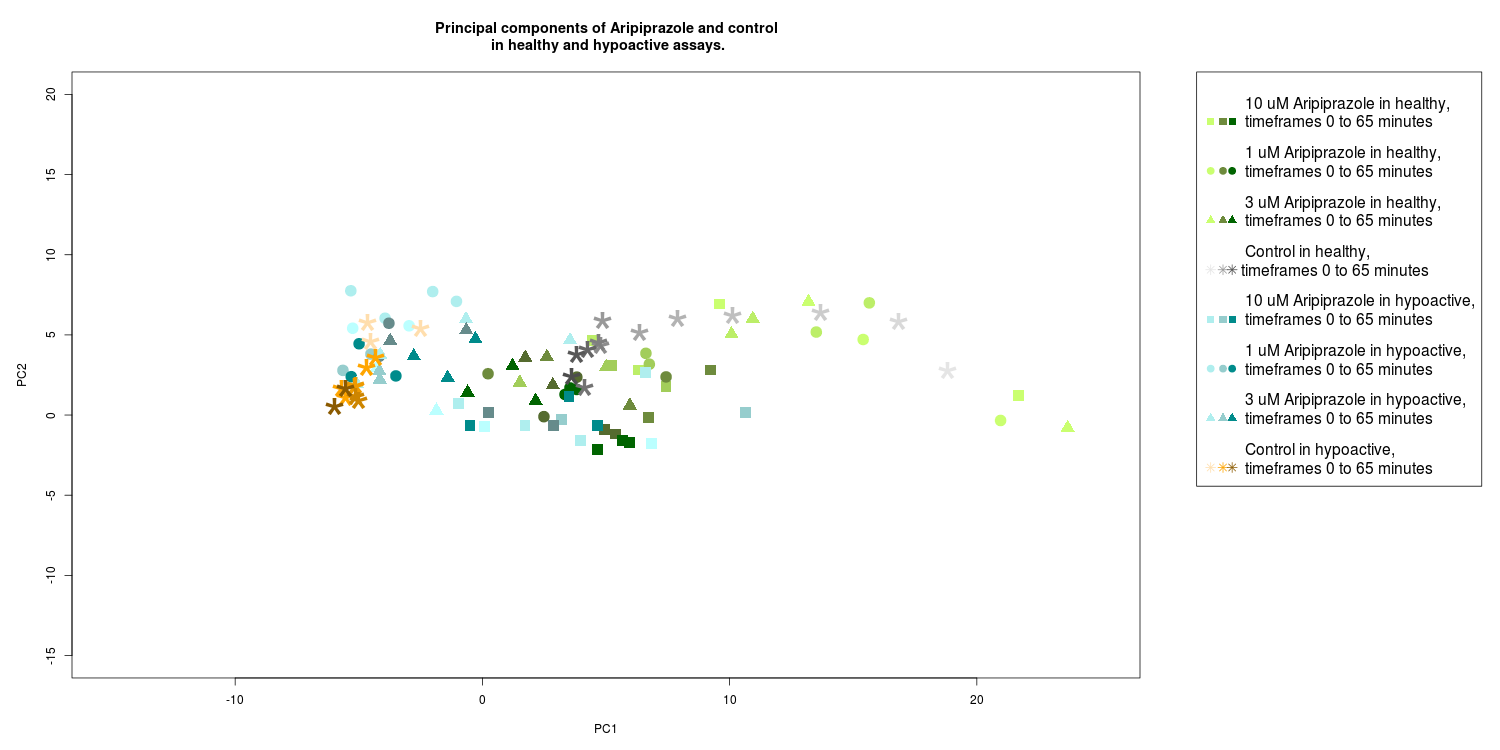 Principal components of Aripiprazole and control
in healthy and hypoactive assays.
20
15
10
5
0
-5
-10
-15
PC2
-10
0
10
20
PC1
10 uM Aripiprazole in healthy,
timeframes 0 to 65 minutes
1 uM Aripiprazole in healthy,
timeframes 0 to 65 minutes
3 uM Aripiprazole in healthy,
timeframes 0 to 65 minutes
Control in healthy,
timeframes 0 to 65 minutes
10 uM Aripiprazole in hypoactive,
timeframes 0 to 65 minutes
1 uM Aripiprazole in hypoactive,
timeframes 0 to 65 minutes
3 uM Aripiprazole in hypoactive,
timeframes 0 to 65 minutes
Control in hypoactive,
timeframes 0 to 65 minutes